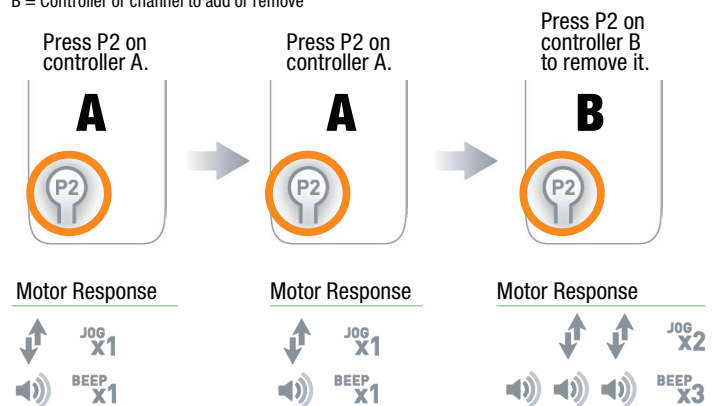 B = Controller or channel to add or remove
Press P2 on
controller A.
A
P2
Press P2 on
controller A.
A
P2
Press P2 on
controller B
to remove it.
B
P2
Motor Response
JOG
X1
BEEP
X1
Motor Response
JOG
X1
BEEP
X1
Motor Response
JOG
X2
BEEP
X3